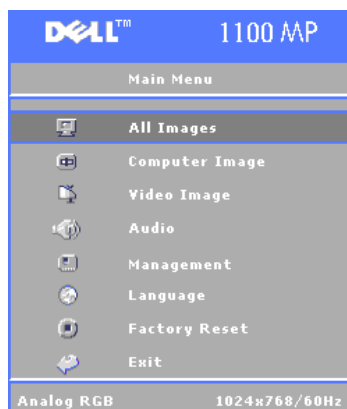 DELL™ 1100 MP
Main Menu
All Images
Computer Image
Video Image
Audio
Management
Language
Factory Reset
Exit
Analog RGB 1024x768/60Hz